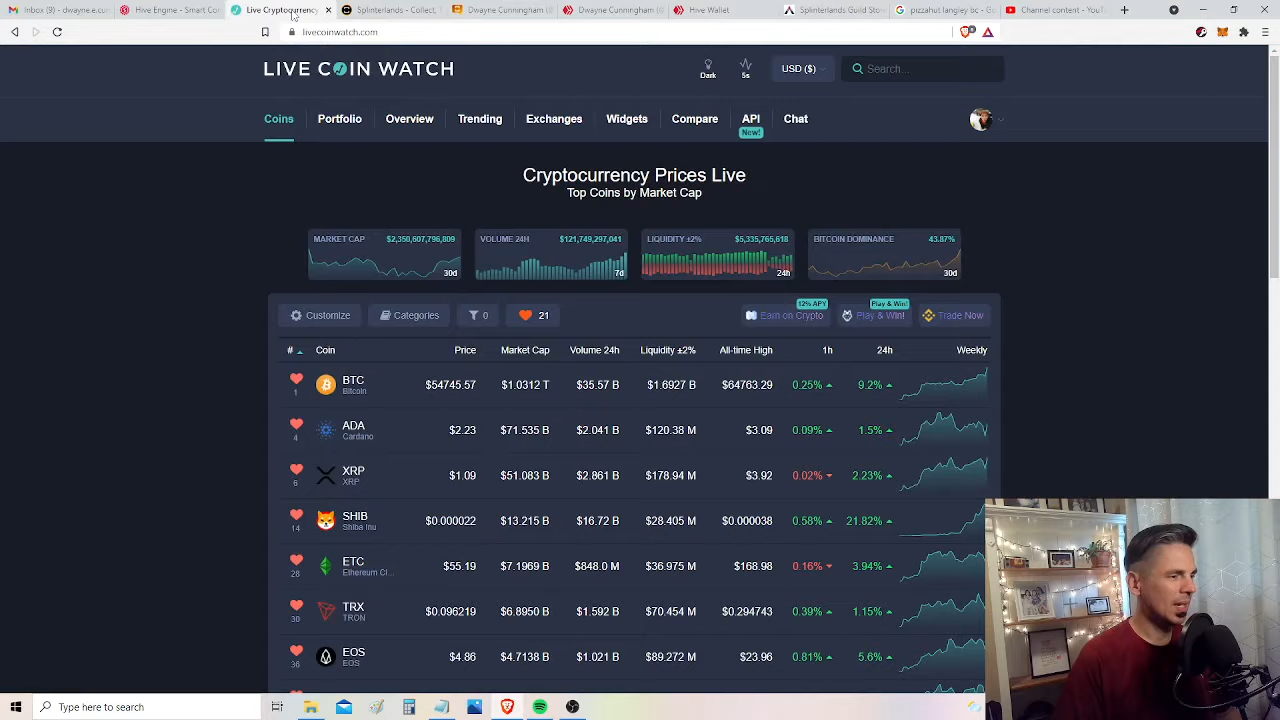 Inbox (9) - dwayne.e.cun
Hive Engine - Smart Con
Live Cryptocurrency
Splinterlands - Collect,
Dwayne Cunningham (
Dwayne Cunningham (
Hive Wallet
Splinterlands Guild Store
pizzahut langley bc - Goo
Channel content - YouTu
livecoinwatch.com
LIVE COIN WATCH
Dark
5s
USD ($)
Search...
Coins
Portfolio
Overview
Trending
Exchanges
Widgets
Compare
API
Chat
New!
Cryptocurrency Prices Live
Top Coins by Market Cap
MARKET CAP $2,350,607,796,809
30d
VOLUME 24H $121,749,297,041
7d
LIQUIDITY ±2% $5,335,765,618
24h
BITCOIN DOMINANCE 43.87%
30d
Customize
Categories
0
21
12% APY
Earn on Crypto
Play & Win!
Play & Win!
Trade Now
# Coin Price Market Cap Volume 24h Liquidity ±2% All-time High 1h 24h Weekly
1 BTC Bitcoin $54745.57 $1.0312 T $35.57 B $1.6927 B $64763.29 0.25% 9.2%
4 ADA Cardano $2.23 $71.535 B $2.041 B $120.38 M $3.09 0.09% 1.5%
6 XRP XRP $1.09 $51.083 B $2.861 B $178.94 M $3.92 0.02% 2.23%
14 SHIB Shiba Inu $0.000022 $13.215 B $16.72 B $28.405 M $0.000038 0.58% 21.82%
28 ETC Ethereum Cl... $55.19 $7.1969 B $848.0 M $36.975 M $168.98 0.16% 3.94%
30 TRX TRON $0.096219 $6.8950 B $1.592 B $70.454 M $0.294743 0.39% 1.15%
36 EOS EOS $4.86 $4.7138 B $1.021 B $89.272 M $23.96 0.81% 5.6%
Type here to search